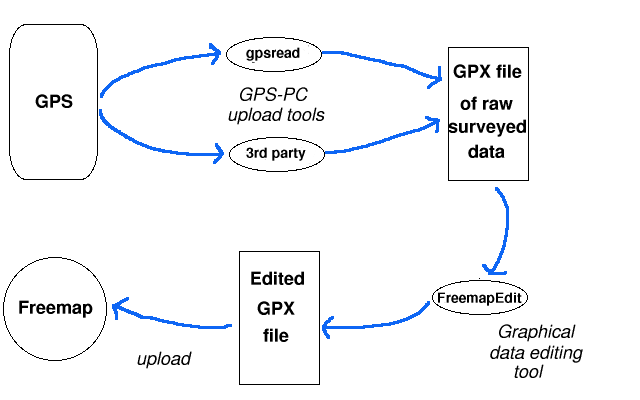 gpsread
GPS
GPS-PC
upload tools
3rd party
GPX file
of raw
surveyed
data
FreemapEdit
Graphical
data editing
tool
Edited
GPX
file
upload
Freemap